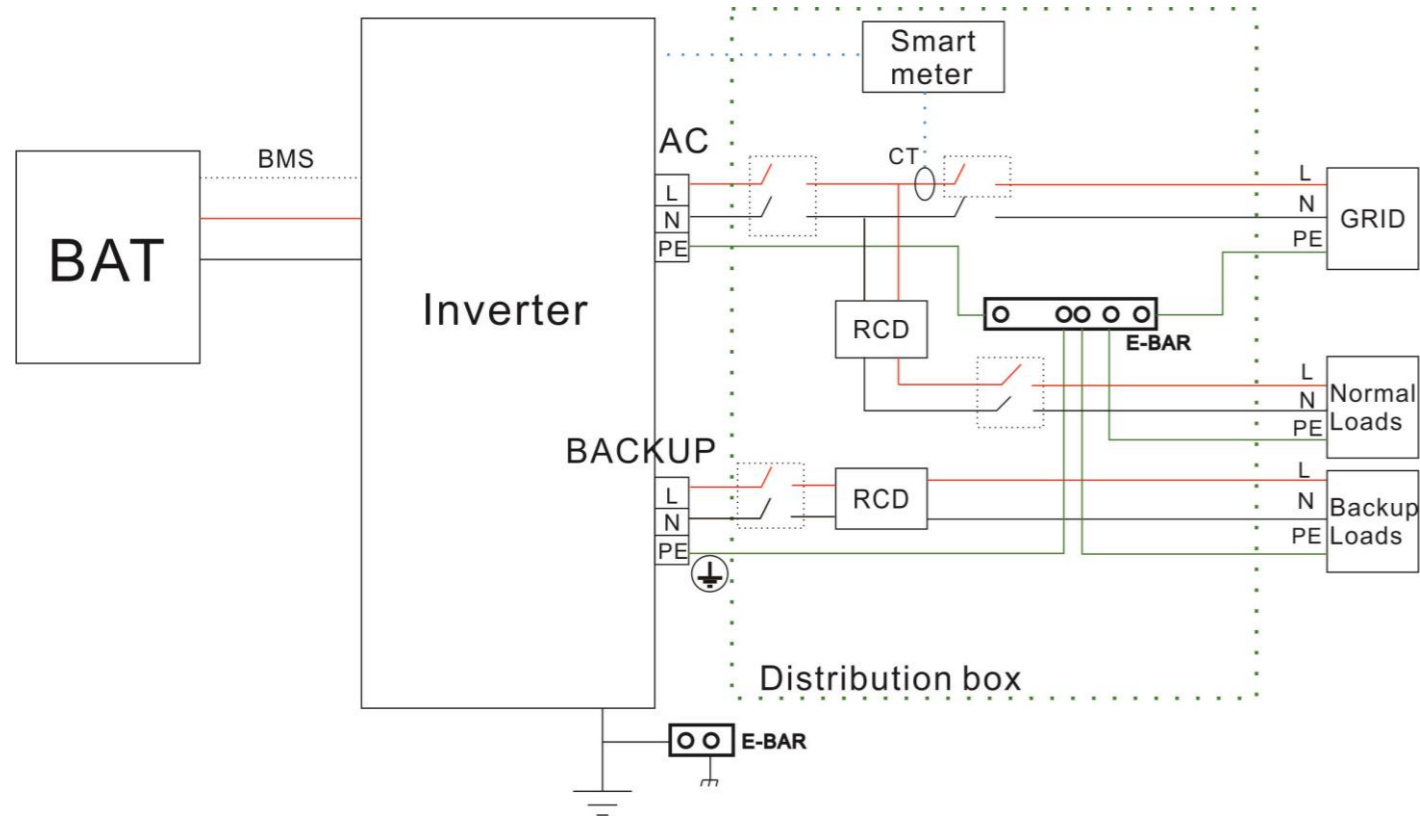 Smart
meter
AC
CT
BMS
L
N
PE
L
N
PE
GRID
BAT
Inverter
RCD
E-BAR
L
N
PE
Normal
Loads
BACKUP
L
N
PE
RCD
L
N
PE
Backup
Loads
Distribution box
E-BAR